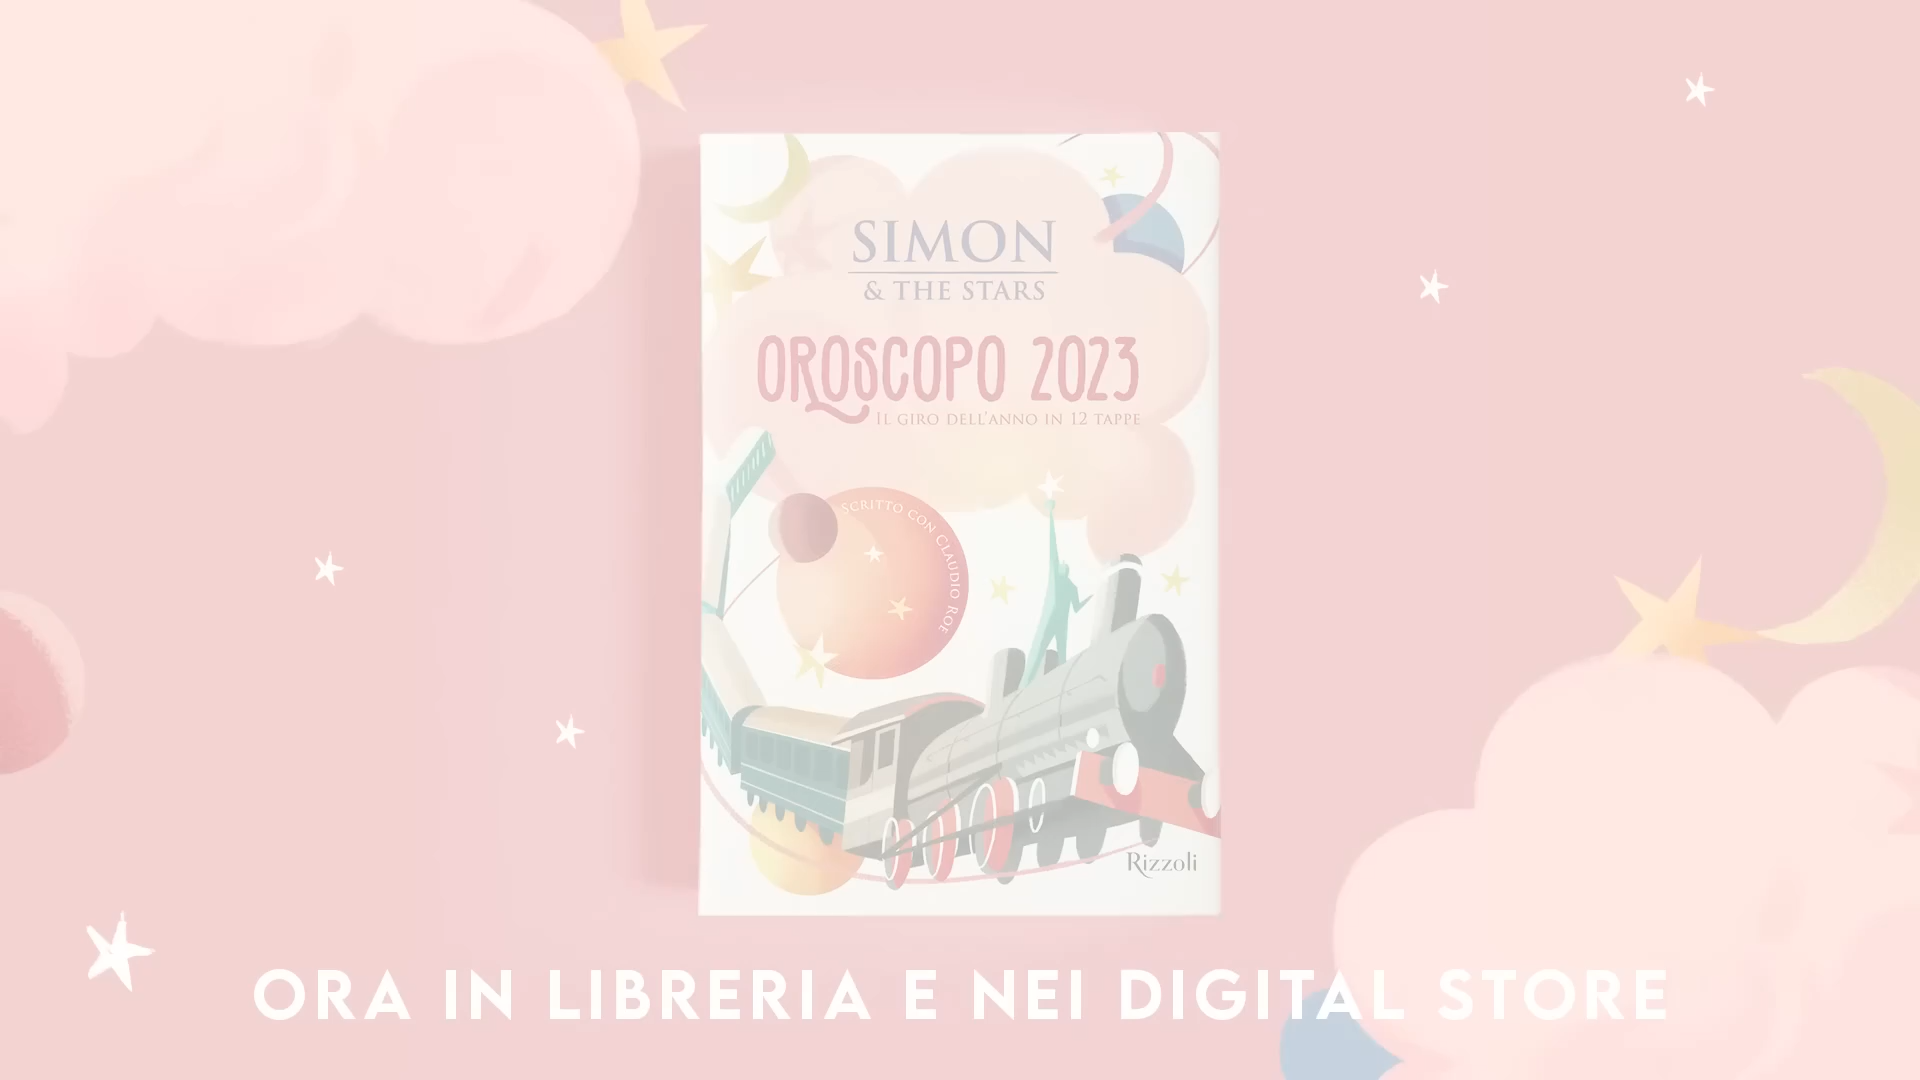 SIMON
& THE STARS
OROSCOPO 2023
IL GIRO DELL'ANNO IN 12 TAPPE
SCRITTO CON CLAUDIO ROE
Rizzoli
ORA IN LIBRERIA E NEI DIGITAL STORE